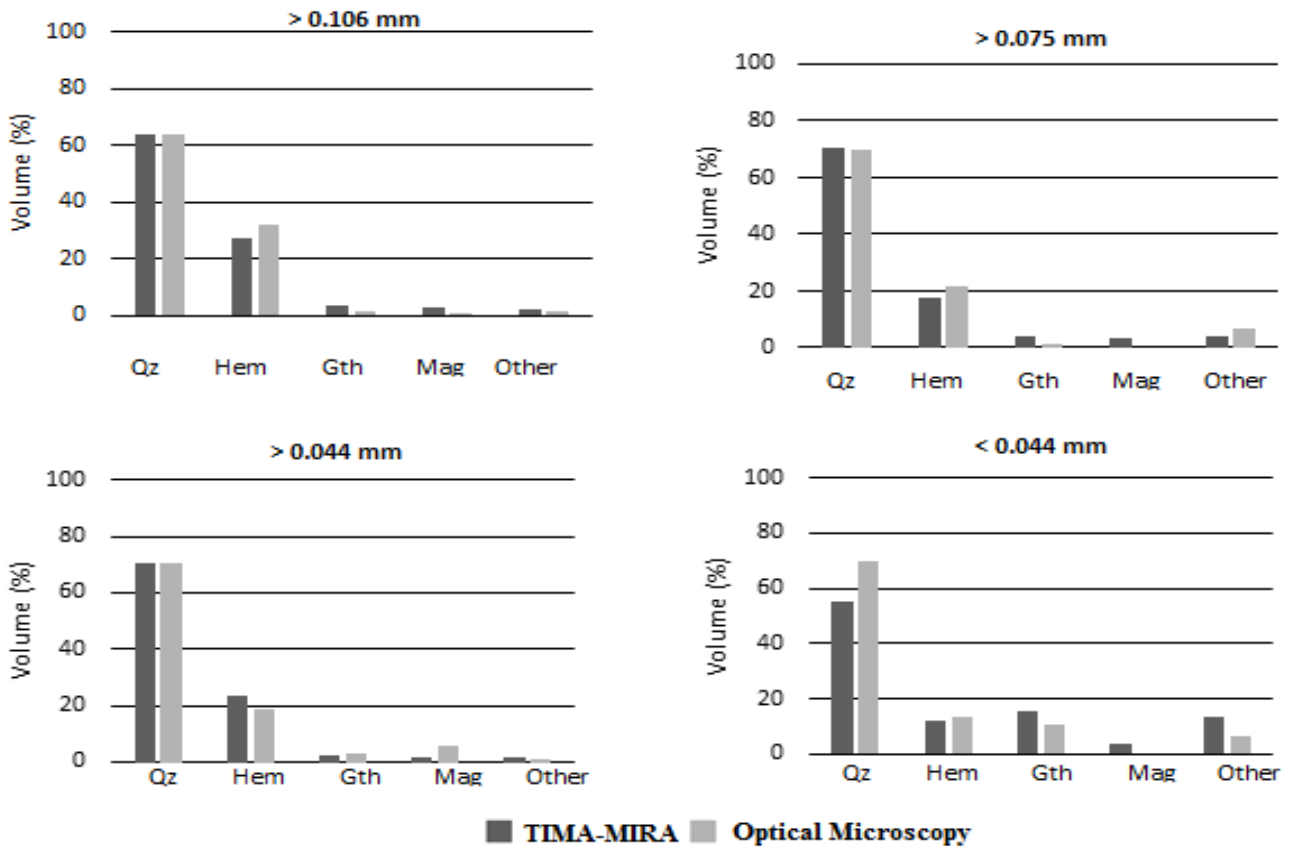 > 0.106 mm
100
80
60
40
20
0
Volume (%)
Qz Hem Gth Mag Other
> 0.075 mm
100
80
60
40
20
0
Volume (%)
Qz Hem Gth Mag Other
> 0.044 mm
100
80
60
40
20
0
Volume (%)
Qz Hem Gth Mag Other
< 0.044 mm
100
80
60
40
20
0
Volume (%)
Qz Hem Gth Mag Other
TIMA-MIRA Optical Microscopy